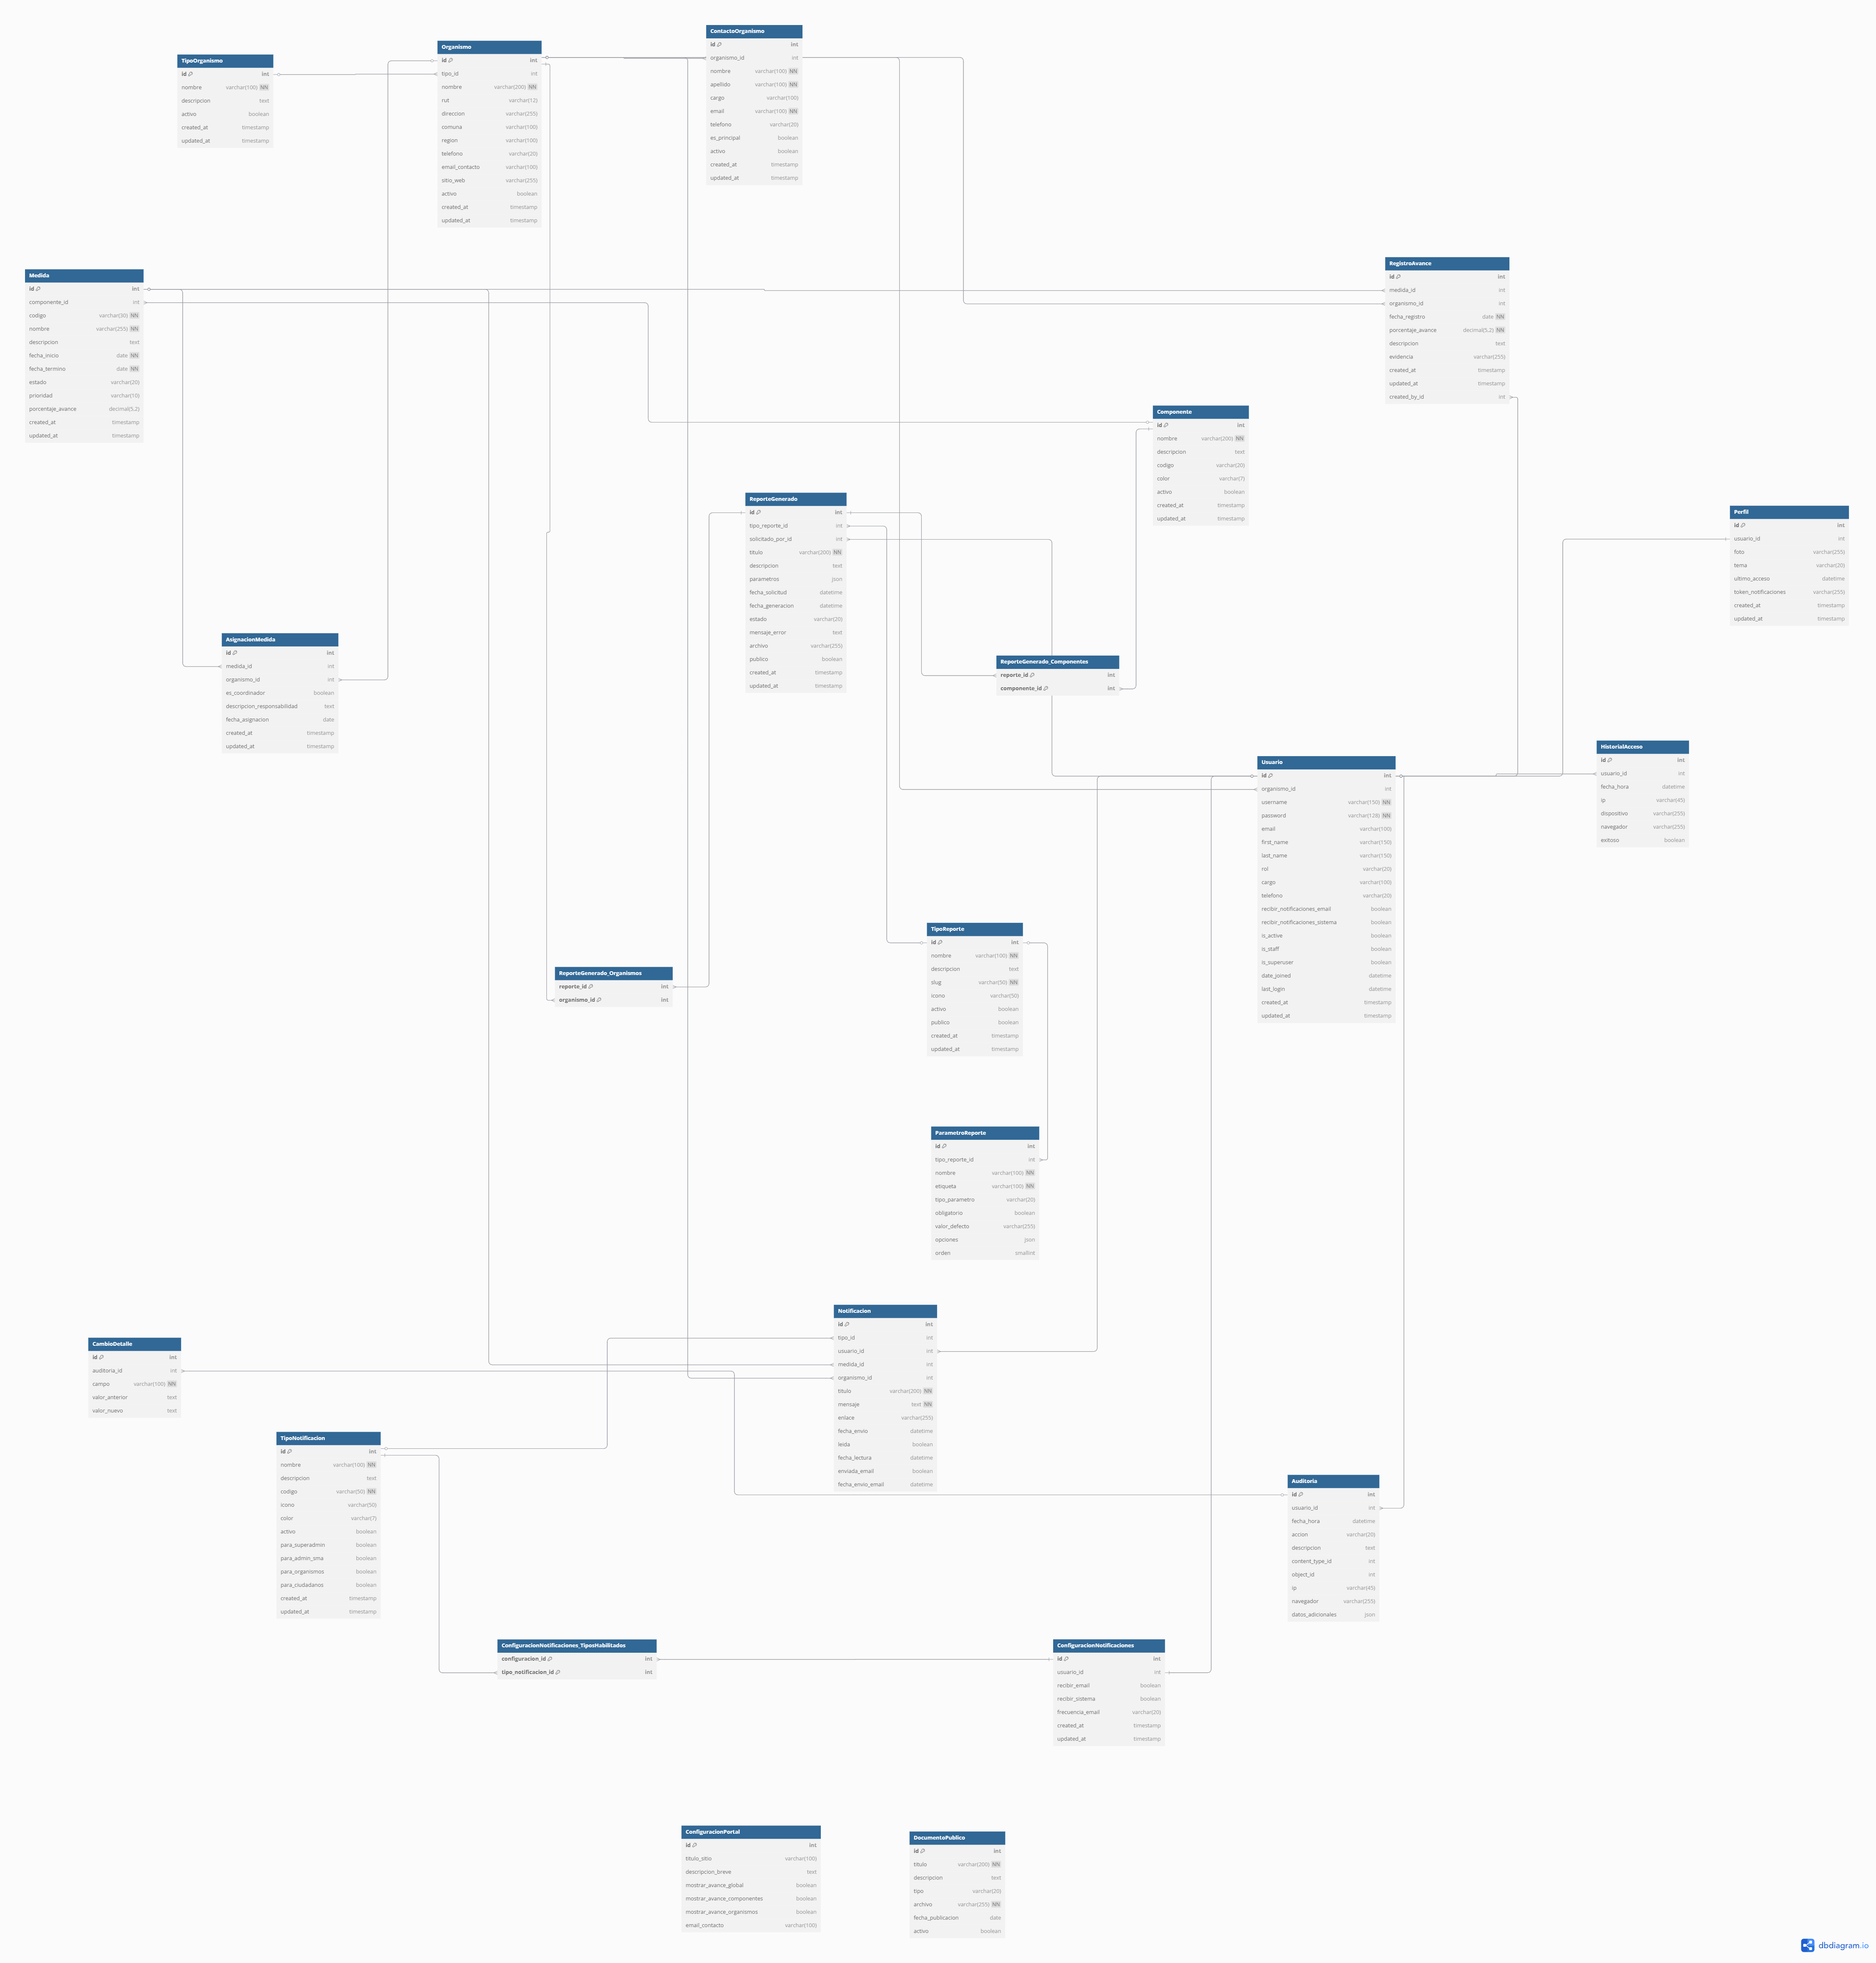 TipoOrganismo
id int
nombre varchar(100) NN
descripcion text
activo boolean
created_at timestamp
updated_at timestamp
Organismo
id int
tipo_id int
nombre varchar(200) NN
rut varchar(12)
direccion varchar(255)
comuna varchar(100)
region varchar(100)
telefono varchar(20)
email_contacto varchar(100)
sitio_web varchar(255)
activo boolean
created_at timestamp
updated_at timestamp
ContactoOrganismo
id int
organismo_id int
nombre varchar(100) NN
apellido varchar(100) NN
cargo varchar(100)
email varchar(100) NN
telefono varchar(20)
es_principal boolean
activo boolean
created_at timestamp
updated_at timestamp
Medida
id int
componente_id int
codigo varchar(30) NN
nombre varchar(255) NN
descripcion text
fecha_inicio date NN
fecha_termino date NN
estado varchar(20)
prioridad varchar(10)
porcentaje_avance decimal(5,2)
created_at timestamp
updated_at timestamp
RegistroAvance
id int
medida_id int
organismo_id int
fecha_registro date NN
porcentaje_avance decimal(5,2) NN
descripcion text
evidencia varchar(255)
created_at timestamp
updated_at timestamp
created_by_id int
Componente
id int
nombre varchar(200) NN
descripcion text
codigo varchar(20)
color varchar(7)
activo boolean
created_at timestamp
updated_at timestamp
ReporteGenerado
id int
tipo_reporte_id int
solicitado_por_id int
titulo varchar(200) NN
descripcion text
parametros json
fecha_solicitud datetime
fecha_generacion datetime
estado varchar(20)
mensaje_error text
archivo varchar(255)
publico boolean
created_at timestamp
updated_at timestamp
Perfil
id int
usuario_id int
foto varchar(255)
tema varchar(20)
ultimo_acceso datetime
token_notificaciones varchar(255)
created_at timestamp
updated_at timestamp
AsignacionMedida
id int
medida_id int
organismo_id int
es_coordinador boolean
descripcion_responsabilidad text
fecha_asignacion date
created_at timestamp
updated_at timestamp
ReporteGenerado_Componentes
reporte_id int
componente_id int
HistorialAcceso
id int
usuario_id int
fecha_hora datetime
ip varchar(45)
dispositivo varchar(255)
navegador varchar(255)
exitoso boolean
Usuario
id int
organismo_id int
username varchar(150) NN
password varchar(128) NN
email varchar(100)
first_name varchar(150)
last_name varchar(150)
rol varchar(20)
cargo varchar(100)
telefono varchar(20)
recibir_notificaciones_email boolean
recibir_notificaciones_sistema boolean
is_active boolean
is_staff boolean
is_superuser boolean
date_joined datetime
last_login datetime
created_at timestamp
updated_at timestamp
TipoReporte
id int
nombre varchar(100) NN
descripcion text
slug varchar(50) NN
icono varchar(50)
activo boolean
publico boolean
created_at timestamp
updated_at timestamp
ReporteGenerado_Organismos
reporte_id int
organismo_id int
ParametroReporte
id int
tipo_reporte_id int
nombre varchar(100) NN
etiqueta varchar(100) NN
tipo_parametro varchar(20)
obligatorio boolean
valor_defecto varchar(255)
opciones json
orden smallint
Notificacion
id int
tipo_id int
usuario_id int
medida_id int
organismo_id int
titulo varchar(200) NN
mensaje text NN
enlace varchar(255)
fecha_envio datetime
leida boolean
fecha_lectura datetime
enviada_email boolean
fecha_envio_email datetime
CambioDetalle
id int
auditoria_id int
campo varchar(100) NN
valor_anterior text
valor_nuevo text
TipoNotificacion
id int
nombre varchar(100) NN
descripcion text
codigo varchar(50) NN
icono varchar(50)
color varchar(7)
activo boolean
para_superadmin boolean
para_admin_sma boolean
para_organismos boolean
para_ciudadanos boolean
created_at timestamp
updated_at timestamp
Auditoria
id int
usuario_id int
fecha_hora datetime
accion varchar(20)
descripcion text
content_type_id int
object_id int
ip varchar(45)
navegador varchar(255)
datos_adicionales json
ConfiguracionNotificaciones_TiposHabilitados
configuracion_id int
tipo_notificacion_id int
ConfiguracionNotificaciones
id int
usuario_id int
recibir_email boolean
recibir_sistema boolean
frecuencia_email varchar(20)
created_at timestamp
updated_at timestamp
ConfiguracionPortal
id int
titulo_sitio varchar(100)
descripcion_breve text
mostrar_avance_global boolean
mostrar_avance_componentes boolean
mostrar_avance_organismos boolean
email_contacto varchar(100)
DocumentoPublico
id int
titulo varchar(200) NN
descripcion text
tipo varchar(20)
archivo varchar(255) NN
fecha_publicacion date
activo boolean
dbdiagram.io